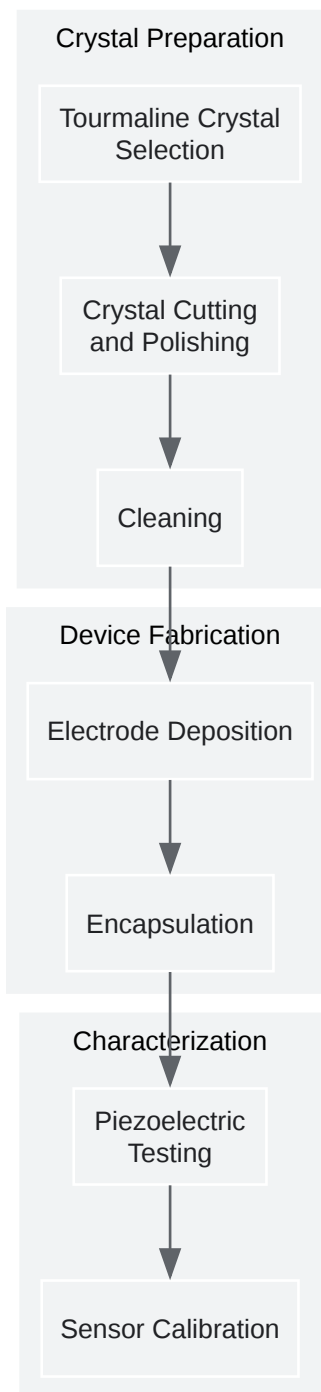 Crystal Preparation
Tourmaline Crystal
Selection
Crystal Cutting
and Polishing
Cleaning
Device Fabrication
Electrode Deposition
Encapsulation
Characterization
Piezoelectric
Testing
Sensor Calibration